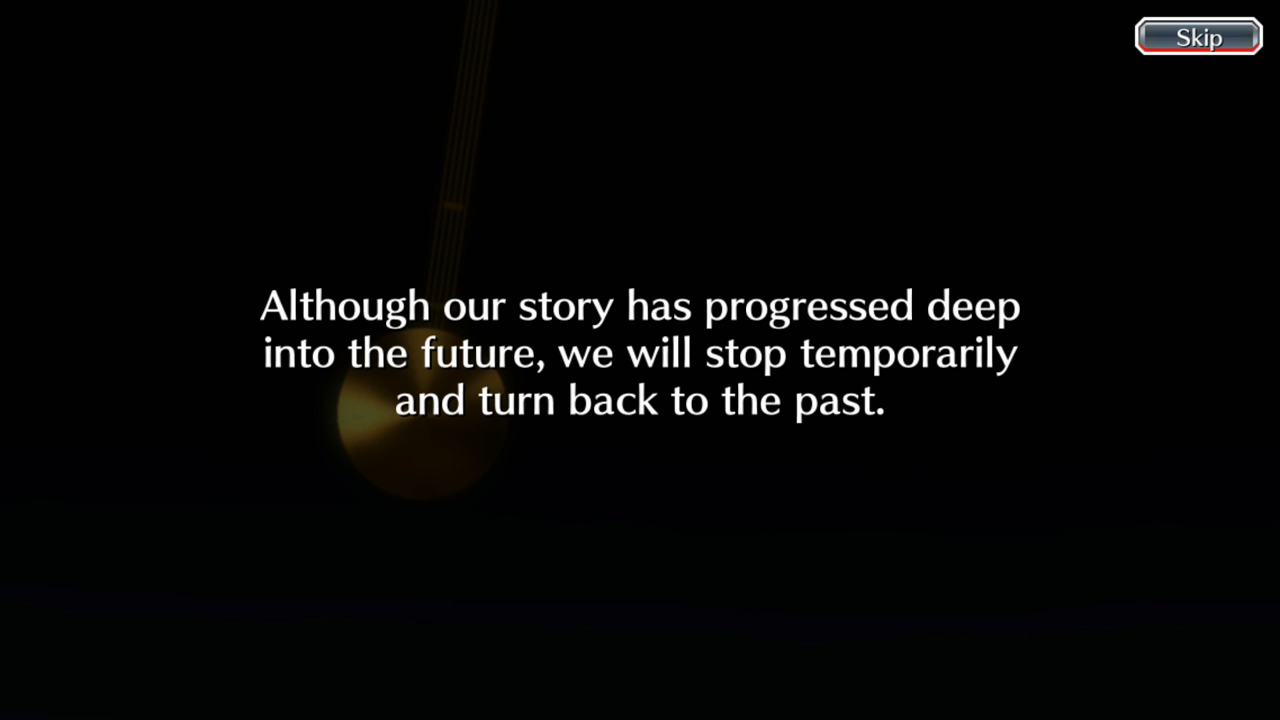 Skip
Although our story has progressed deep
into the future, we will stop temporarily
and turn back to the past.